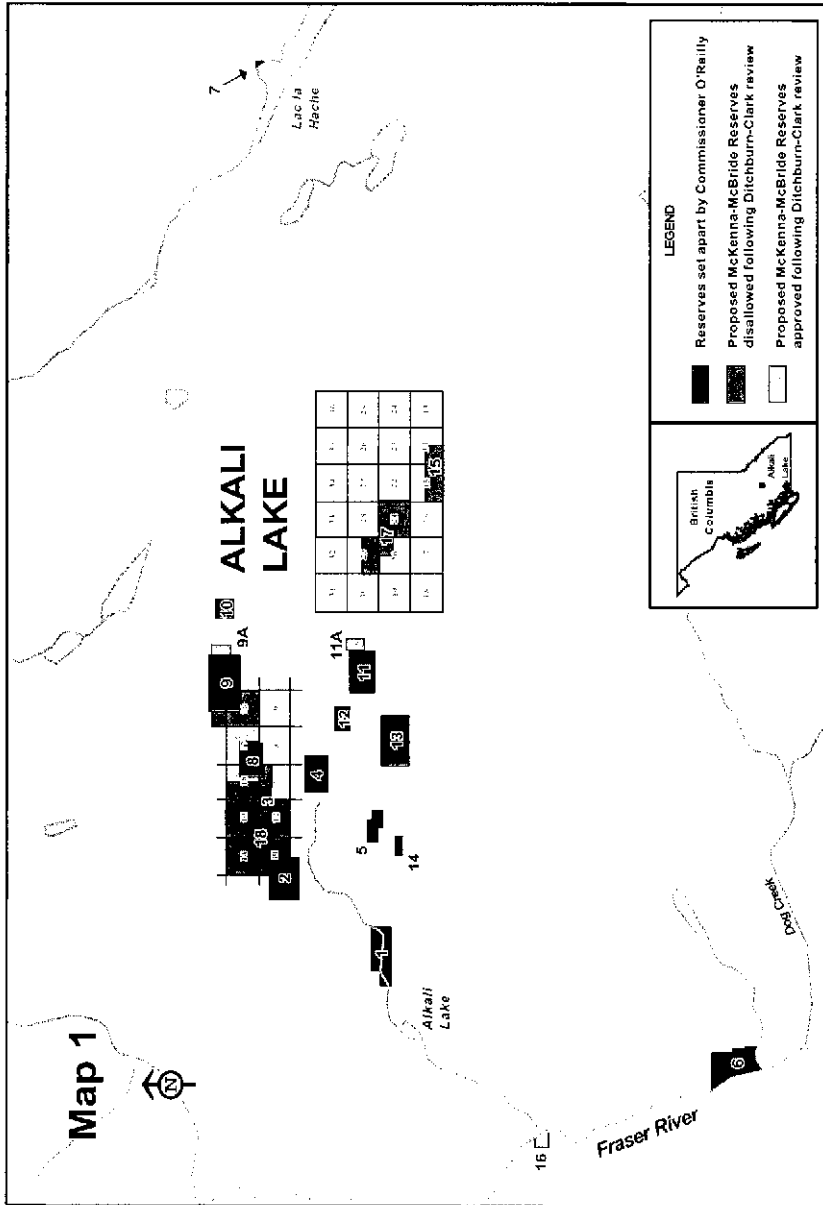 Map 1
N
ALKALI
LAKE
7
Lac la
Hache
10
9A
9
8
3
18
2
4
11A
11
12
13
5
14
1
Alkali
Lake
17
15
16
Fraser River
6
Dog Creek
British
Columbia
Alkali
Lake
LEGEND
Reserves set apart by Commissioner O'Reilly
Proposed McKenna-McBride Reserves
disallowed following Ditchburn-Clark review
Proposed McKenna-McBride Reserves
approved following Ditchburn-Clark review